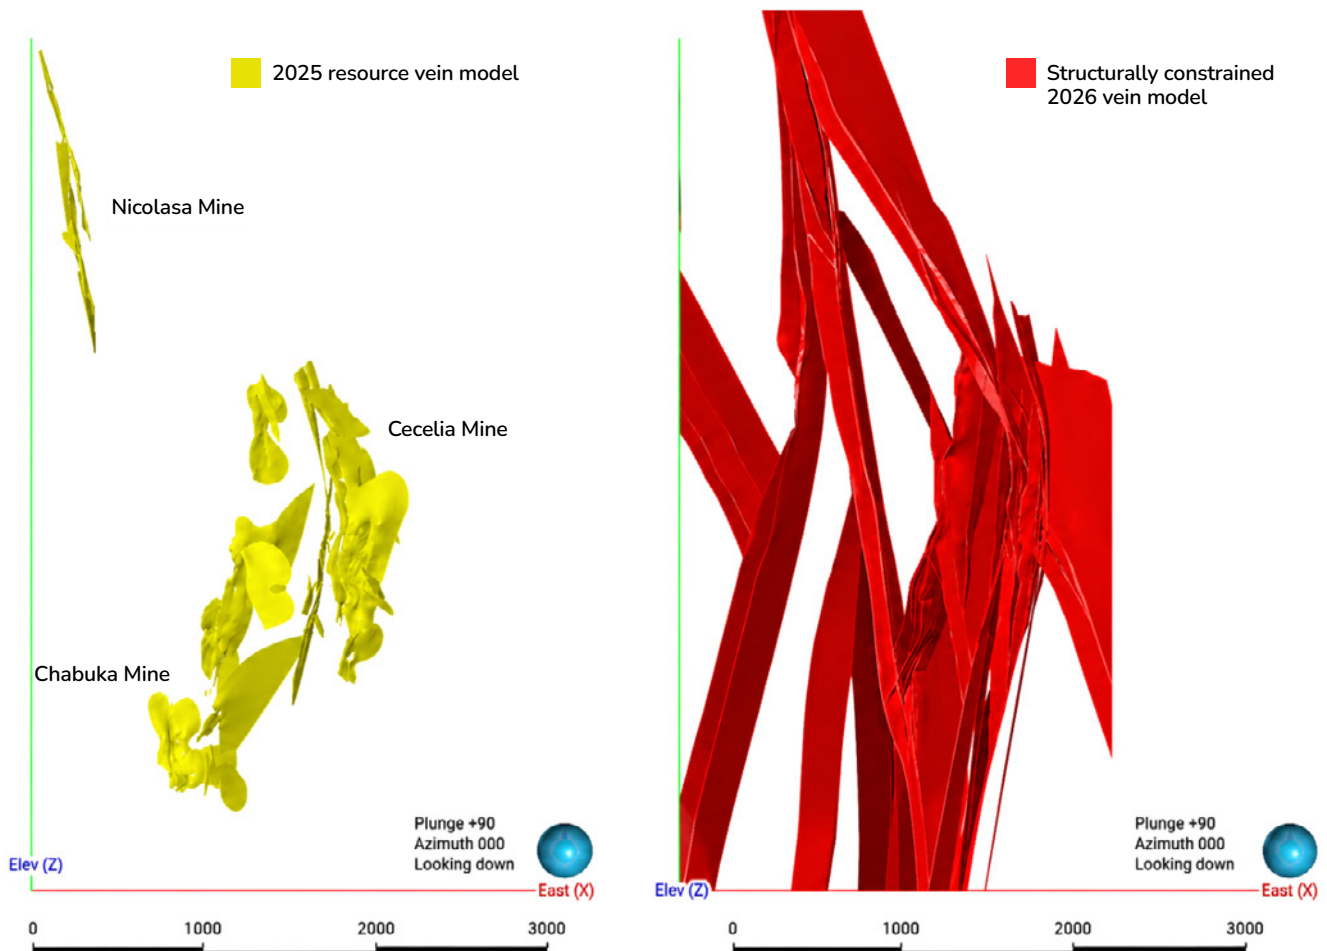 2025 resource vein model
Nicolasa Mine
Cecelia Mine
Chabuka Mine
Plunge +90
Azimuth 000
Looking down
Elev (Z)
East (X)
0 1000 2000 3000
Structurally constrained
2026 vein model
Plunge +90
Azimuth 000
Looking down
Elev (Z)
East (X)
0 1000 2000 3000